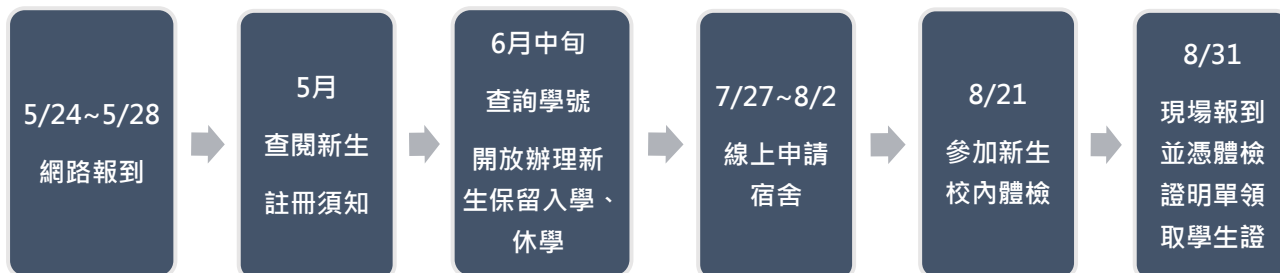 5/24~5/28
網路報到
5月
查閱新生
註冊須知
6月中旬
查詢學號
開放辦理新
生保留入學、
休學
7/27~8/2
線上申請
宿舍
8/21
參加新生
校內體檢
8/31
現場報到
並憑體檢
證明單領
取學生證